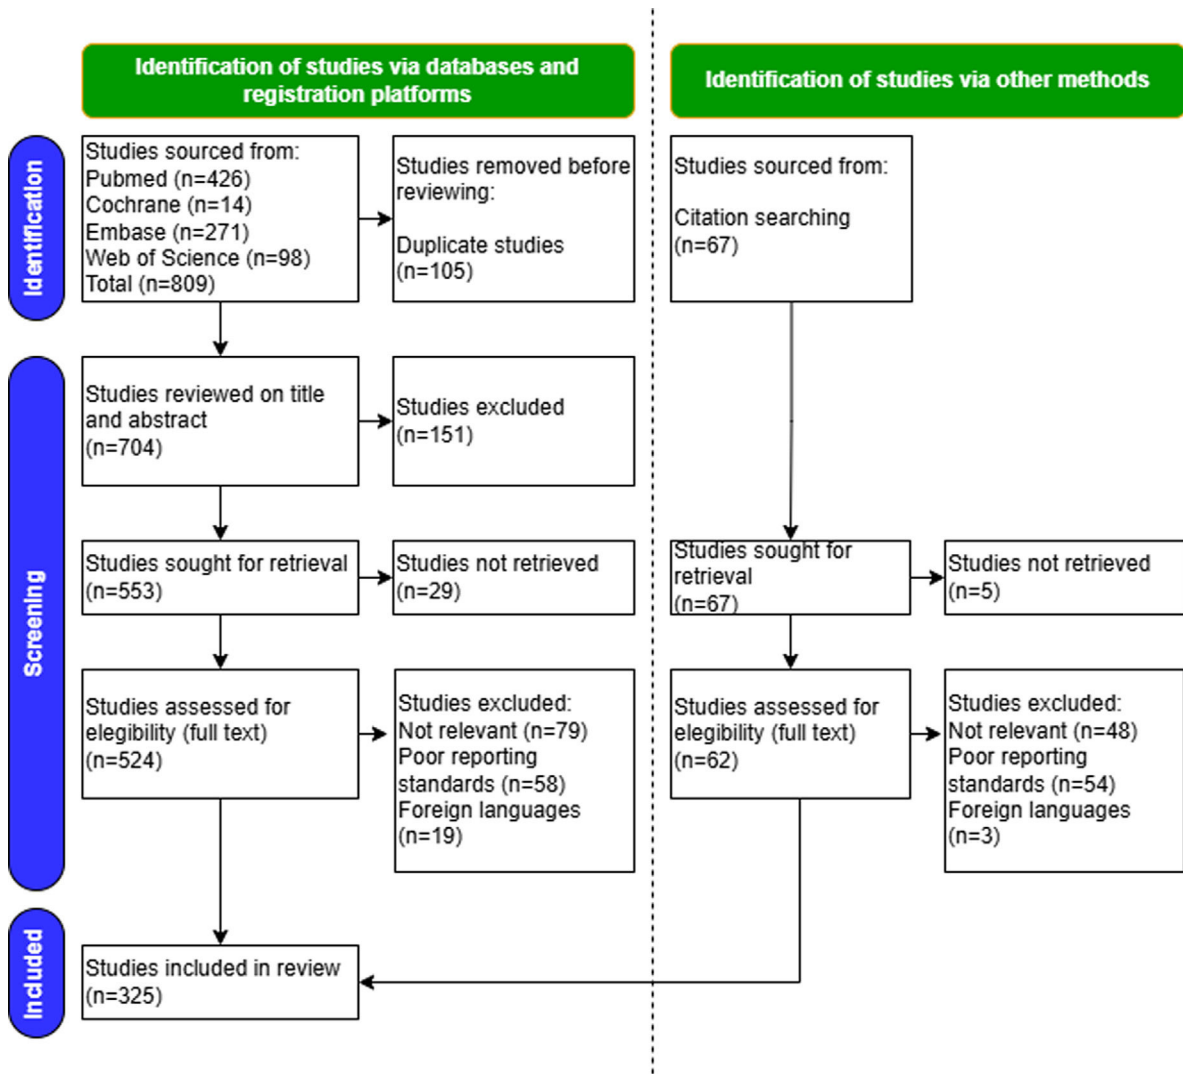 Identification of studies via databases and
registration platforms
Identification of studies via other methods
Identification
Studies sourced from:
Pubmed (n=426)
Cochrane (n=14)
Embase (n=271)
Web of Science (n=98)
Total (n=809)
Studies removed before
reviewing:
Duplicate studies
(n=105)
Studies sourced from:
Citation searching
(n=67)
Screening
Studies reviewed on title
and abstract
(n=704)
Studies excluded
(n=151)
Studies sought for retrieval
(n=553)
Studies not retrieved
(n=29)
Studies sought for
retrieval
(n=67)
Studies not retrieved
(n=5)
Studies assessed for
elegibility (full text)
(n=524)
Studies excluded:
Not relevant (n=79)
Poor reporting
standards (n=58)
Foreign languages
(n=19)
Studies assessed for
elegibility (full text)
(n=62)
Studies excluded:
Not relevant (n=48)
Poor reporting
standards (n=54)
Foreign languages
(n=3)
Included
Studies included in review
(n=325)